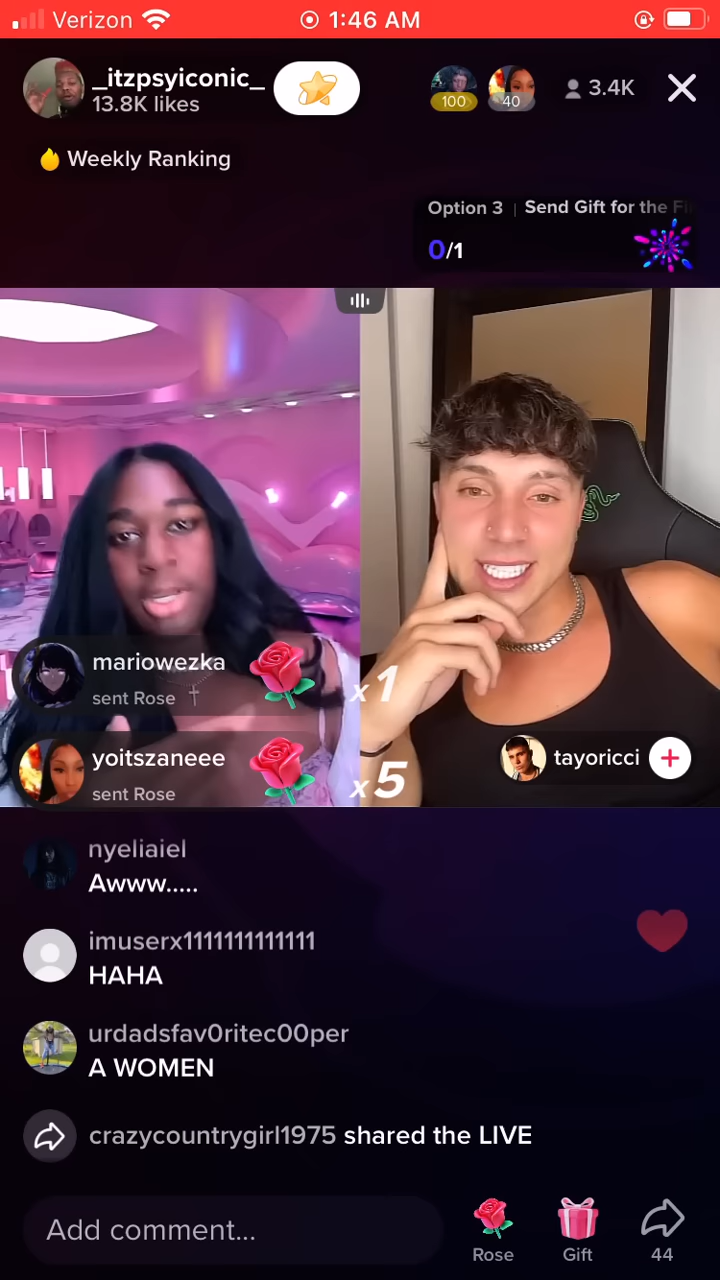 Verizon
1:46 AM
_itzpsyiconic_
13.8K likes
100
40
3.4K
Weekly Ranking
Option 3 | Send Gift for the
0/1
mariowezka
sent Rose
x1
yoitszaneee
sent Rose
x5
tayoricci
nyeliaiel
Awww.....
imuserx1111111111111
HAHA
urdadsfav0ritec00per
A WOMEN
crazycountrygirl1975 shared the LIVE
Add comment...
Rose
Gift
44